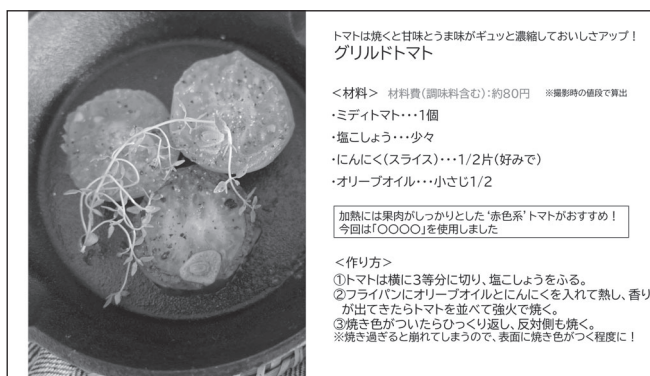 トマトは焼くと甘味とうま味がギュッと濃縮しておいしさアップ！
グリルドトマト
＜材料＞ 材料費(調味料含む)：約80円 ※撮影時の値段で算出
・ミディトマト・・・1個
・塩こしょう・・・少々
・にんにく(スライス)・・・1/2片(好みで)
・オリーブオイル・・・小さじ1/2
加熱には果肉がしっかりとした‘赤色系’トマトがおすすめ！
今回は「〇〇〇〇」を使用しました
＜作り方＞
①トマトは横に3等分に切り、塩こしょうをふる。
②フライパンにオリーブオイルとにんにくを入れて熱し、香り
が出てきたらトマトを並べて強火で焼く。
③焼き色がついたらひっくり返し、反対側も焼く。
※焼き過ぎると崩れてしまうので、表面に焼き色がつく程度に！